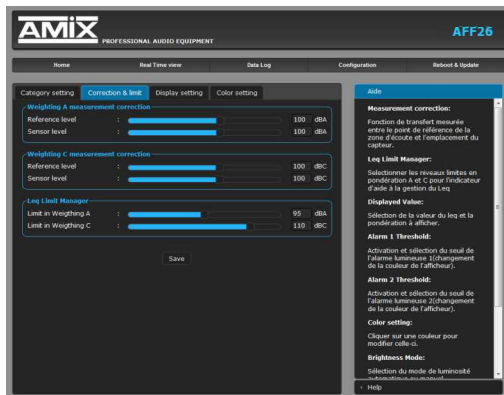 AMIX
PROFESSIONAL AUDIO EQUIPMENT
AFF26
Home
Real Time view
Data Log
Configuration
Reboot & Update
Category setting
Correction & limit
Display setting
Color setting
Weighting A measurement correction
Reference level : 100 dBA
Sensor level : 100 dBA
Weighting C measurement correction
Reference level : 100 dBC
Sensor level : 100 dBC
Leq Limit Manager
Limit in Weigthing A : 95 dBA
Limit in Weigthing C : 110 dBC
Save
Aide
Measurement correction:
Fonction de transfert mesurée
entre le point de référence de la
zone d'écoute et l'emplacement du
capteur.
Leq Limit Manager:
Selectionner les niveaux limites en
pondération A et C pour l'indicateur
d'aide à la gestion du Leq
Displayed Value:
Sélection de la valeur du leq et la
pondération à afficher.
Alarm 1 Threshold:
Activation et sélection du seuil de
l'alarme lumineuse 1(changement
de la couleur de l'afficheur).
Alarm 2 Threshold:
Activation et sélection du seuil de
l'alarme lumineuse 2(changement
de la couleur de l'afficheur).
Color setting:
Cliquer sur une couleur pour
modifier celle-ci.
Brightness Mode:
Sélection du mode de luminosité
automatique ou manuel
Help